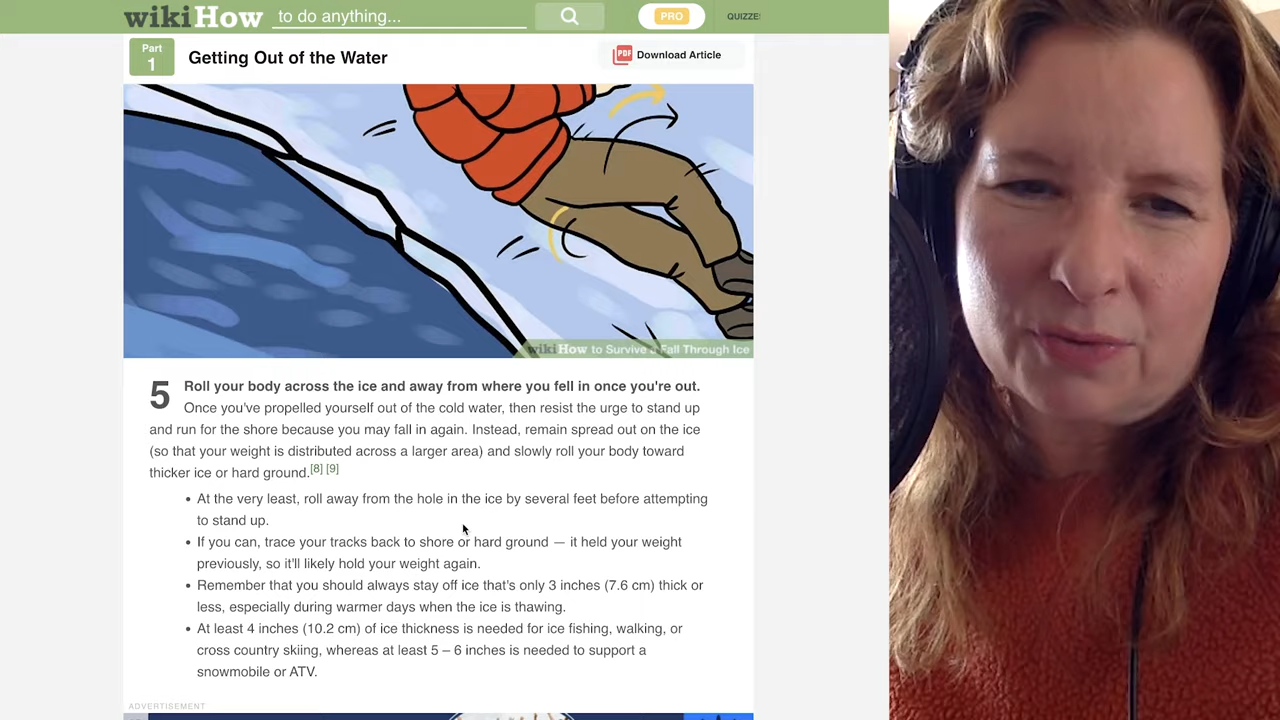 wikiHow to do anything...
PRO
QUIZZES
Part
1
Getting Out of the Water
PDF Download Article
wikiHow to Survive a Fall Through Ice
5 Roll your body across the ice and away from where you fell in once you're out.
Once you've propelled yourself out of the cold water, then resist the urge to stand up
and run for the shore because you may fall in again. Instead, remain spread out on the ice
(so that your weight is distributed across a larger area) and slowly roll your body toward
thicker ice or hard ground.[8] [9]
• At the very least, roll away from the hole in the ice by several feet before attempting
to stand up.
• If you can, trace your tracks back to shore or hard ground — it held your weight
previously, so it'll likely hold your weight again.
• Remember that you should always stay off ice that's only 3 inches (7.6 cm) thick or
less, especially during warmer days when the ice is thawing.
• At least 4 inches (10.2 cm) of ice thickness is needed for ice fishing, walking, or
cross country skiing, whereas at least 5 – 6 inches is needed to support a
snowmobile or ATV.
ADVERTISEMENT